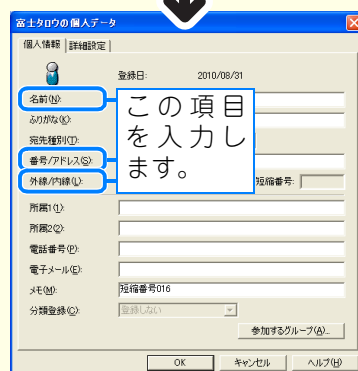 富士タロウの個人データ
個人情報 詳細設定
登録日: 2010/08/31
名前(N):
ふりがな(K):
宛先種別(T):
番号/アドレス(S):
外線/内線(L):
この項目
を入力し
ます。
短縮番号:
所属1(1):
所属2(2):
電話番号(P):
電子メール(E):
メモ(M): 短縮番号016
分類登録(C): 登録しない
参加するグループ(A)...
OK キャンセル ヘルプ(H)